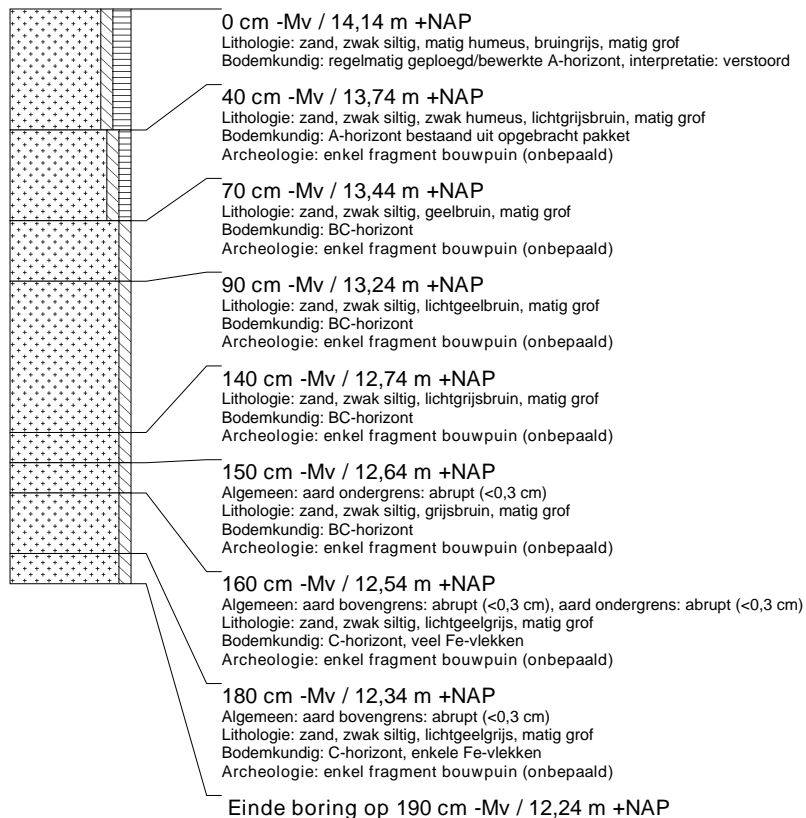 0 cm -Mv / 14,14 m +NAP
Lithologie: zand, zwak siltig, matig humeus, bruingrijs, matig grof
Bodemkundig: regelmatig geploegd/bewerkte A-horizont, interpretatie: verstoord
40 cm -Mv / 13,74 m +NAP
Lithologie: zand, zwak siltig, zwak humeus, lichtgrijsbruin, matig grof
Bodemkundig: A-horizont bestaand uit opgebracht pakket
Archeologie: enkel fragment bouwpuin (onbepaald)
70 cm -Mv / 13,44 m +NAP
Lithologie: zand, zwak siltig, geelbruin, matig grof
Bodemkundig: BC-horizont
Archeologie: enkel fragment bouwpuin (onbepaald)
90 cm -Mv / 13,24 m +NAP
Lithologie: zand, zwak siltig, lichtgeelbruin, matig grof
Bodemkundig: BC-horizont
Archeologie: enkel fragment bouwpuin (onbepaald)
140 cm -Mv / 12,74 m +NAP
Lithologie: zand, zwak siltig, lichtgrijsbruin, matig grof
Bodemkundig: BC-horizont
Archeologie: enkel fragment bouwpuin (onbepaald)
150 cm -Mv / 12,64 m +NAP
Algemeen: aard ondergrens: abrupt (<0,3 cm)
Lithologie: zand, zwak siltig, grijsbruin, matig grof
Bodemkundig: BC-horizont
Archeologie: enkel fragment bouwpuin (onbepaald)
160 cm -Mv / 12,54 m +NAP
Algemeen: aard bovengrens: abrupt (<0,3 cm), aard ondergrens: abrupt (<0,3 cm)
Lithologie: zand, zwak siltig, lichtgeelgrijs, matig grof
Bodemkundig: C-horizont, veel Fe-vlekken
Archeologie: enkel fragment bouwpuin (onbepaald)
180 cm -Mv / 12,34 m +NAP
Algemeen: aard bovengrens: abrupt (<0,3 cm)
Lithologie: zand, zwak siltig, lichtgeelgrijs, matig grof
Bodemkundig: C-horizont, enkele Fe-vlekken
Archeologie: enkel fragment bouwpuin (onbepaald)
Einde boring op 190 cm -Mv / 12,24 m +NAP